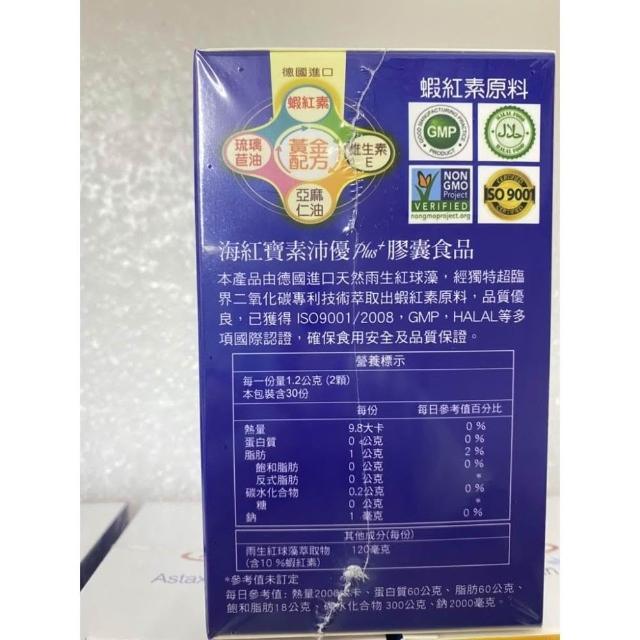 德國進口
蝦紅素
琉璃苣油
黃金配方
維生素E
亞麻仁油
蝦紅素原料
GMP
GOOD MANUFACTURING PRACTICE
PRODUCT
HALAL FOOD
حلال
HALAL FOOD
NON
GMO
Project
VERIFIED
nongmoproject.org
CERTIFIED
ISO 9001
CERTIFIED
海紅寶素沛優Plus+膠囊食品
本產品由德國進口天然雨生紅球藻，經獨特超臨
界二氧化碳專利技術萃取出蝦紅素原料，品質優
良，已獲得 ISO9001/2008，GMP，HALAL等多
項國際認證，確保食用安全及品質保證。
營養標示
每一份量1.2公克 (2顆)
本包裝含30份
每份 每日參考值百分比
熱量 9.8大卡 0 %
蛋白質 0 公克 0 %
脂肪 1 公克 2 %
飽和脂肪 0 公克 0 %
反式脂肪 0 公克 *
碳水化合物 0.2公克 0 %
糖 0 公克 *
鈉 1 毫克 0 %
其他成分(每份)
雨生紅球藻萃取物 120毫克
(含10 %蝦紅素)
*參考值未訂定
每日參考值: 熱量2000大卡、蛋白質60公克、脂肪60公克、
飽和脂肪18公克、碳水化合物 300公克、鈉2000毫克。
Astax